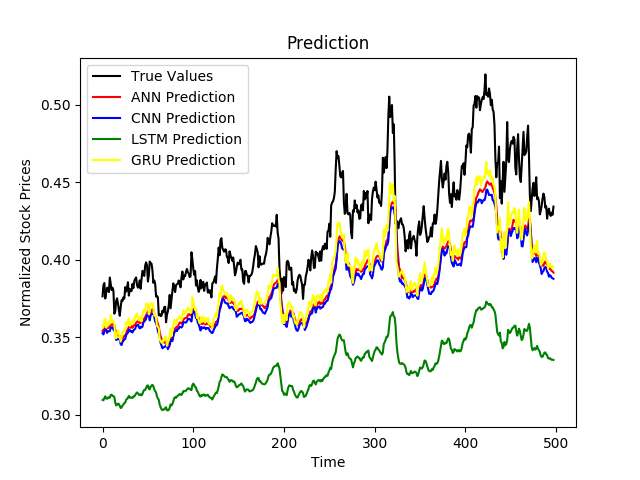 Prediction
True Values
ANN Prediction
CNN Prediction
LSTM Prediction
GRU Prediction
Normalized Stock Prices
0.50
0.45
0.40
0.35
0.30
0 100 200 300 400 500
Time